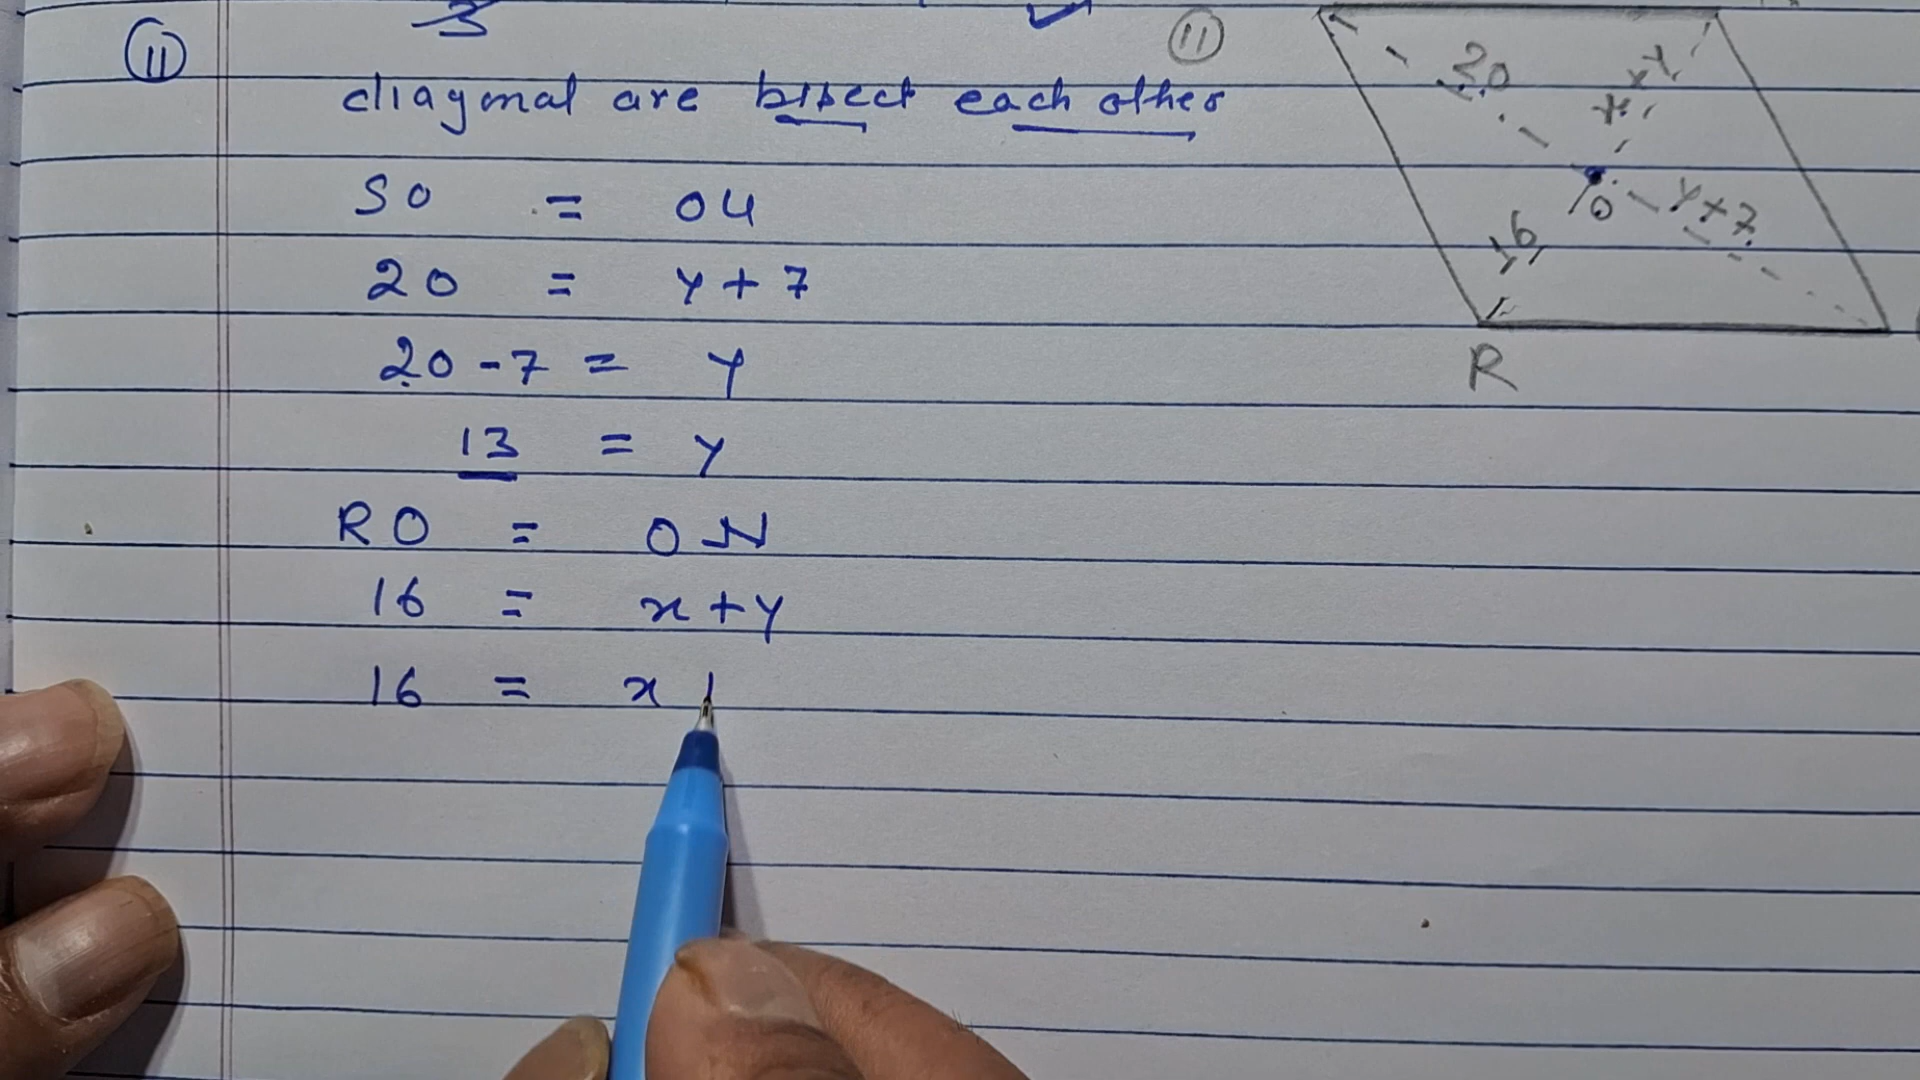 (11)
3
diagonal are bisect each other
SO = OU
20 = y + 7
20 - 7 = y
13 = y
RO = ON
16 = x + y
16 = x
(11)
20
x + y
O
y + 7
16
R